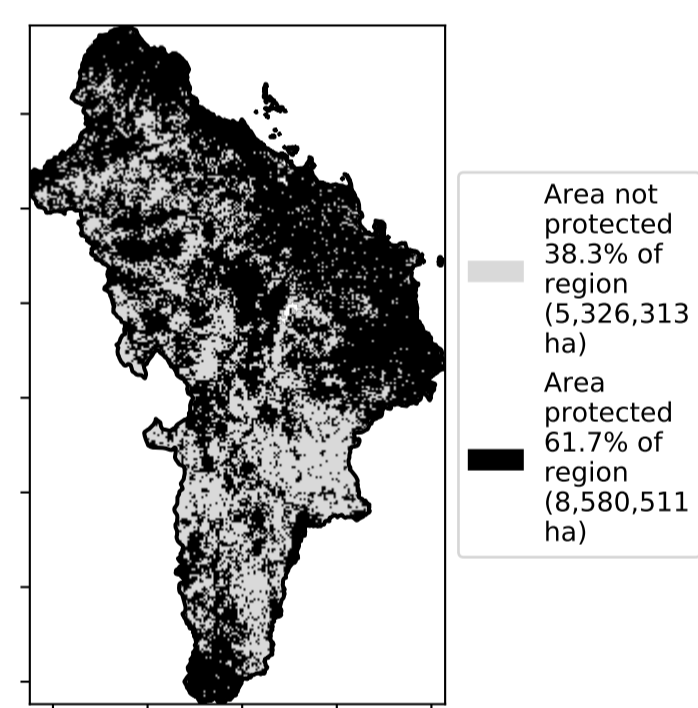 Area not
protected
38.3% of
region
(5,326,313
ha)
Area
protected
61.7% of
region
(8,580,511
ha)